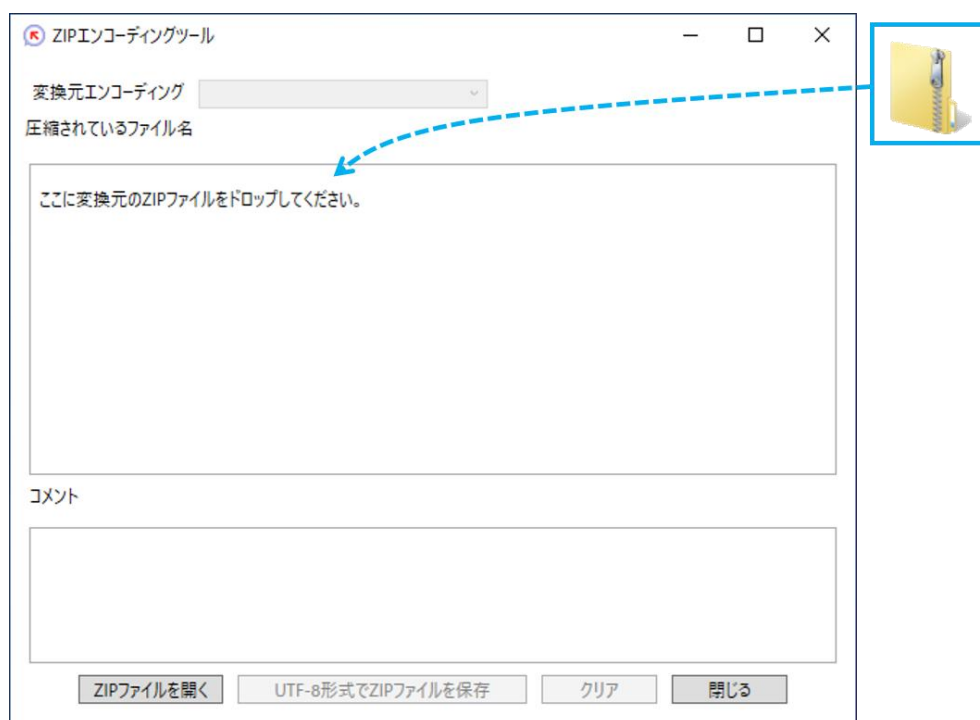 ZIPエンコーディングツール
変換元エンコーディング
圧縮されているファイル名
ここに変換元のZIPファイルをドロップしてください。
コメント
ZIPファイルを開く
UTF-8形式でZIPファイルを保存
クリア
閉じる